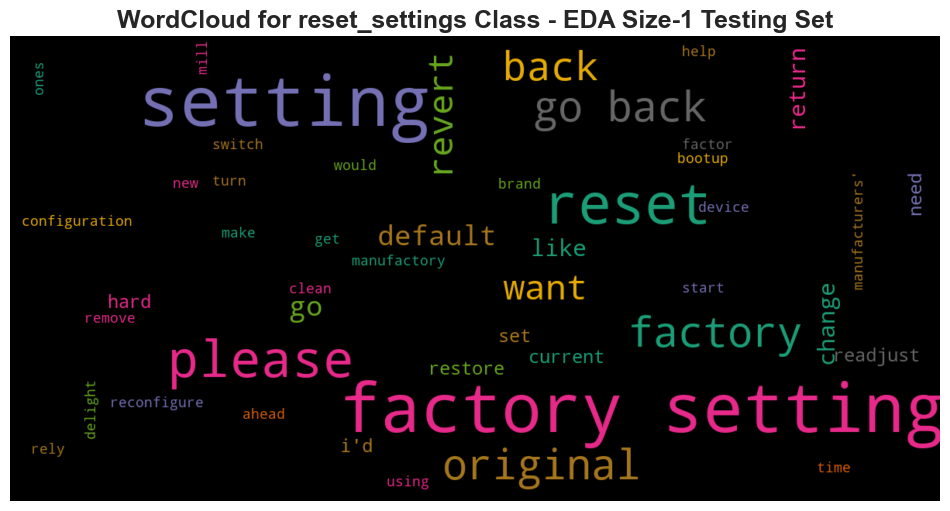 WordCloud for reset_settings Class - EDA Size-1 Testing Set
ones
mill
setting
revert
back
go back
help
return
switch
factor
bootup
would
new
turn
brand
reset
device
need
manufacturers'
configuration
make
get
default
like
manufactory
clean
want
start
hard
go
remove
set
factory
change
current
readjust
please
restore
delight
reconfigure
ahead
factory setting
rely
i'd
original
using
time